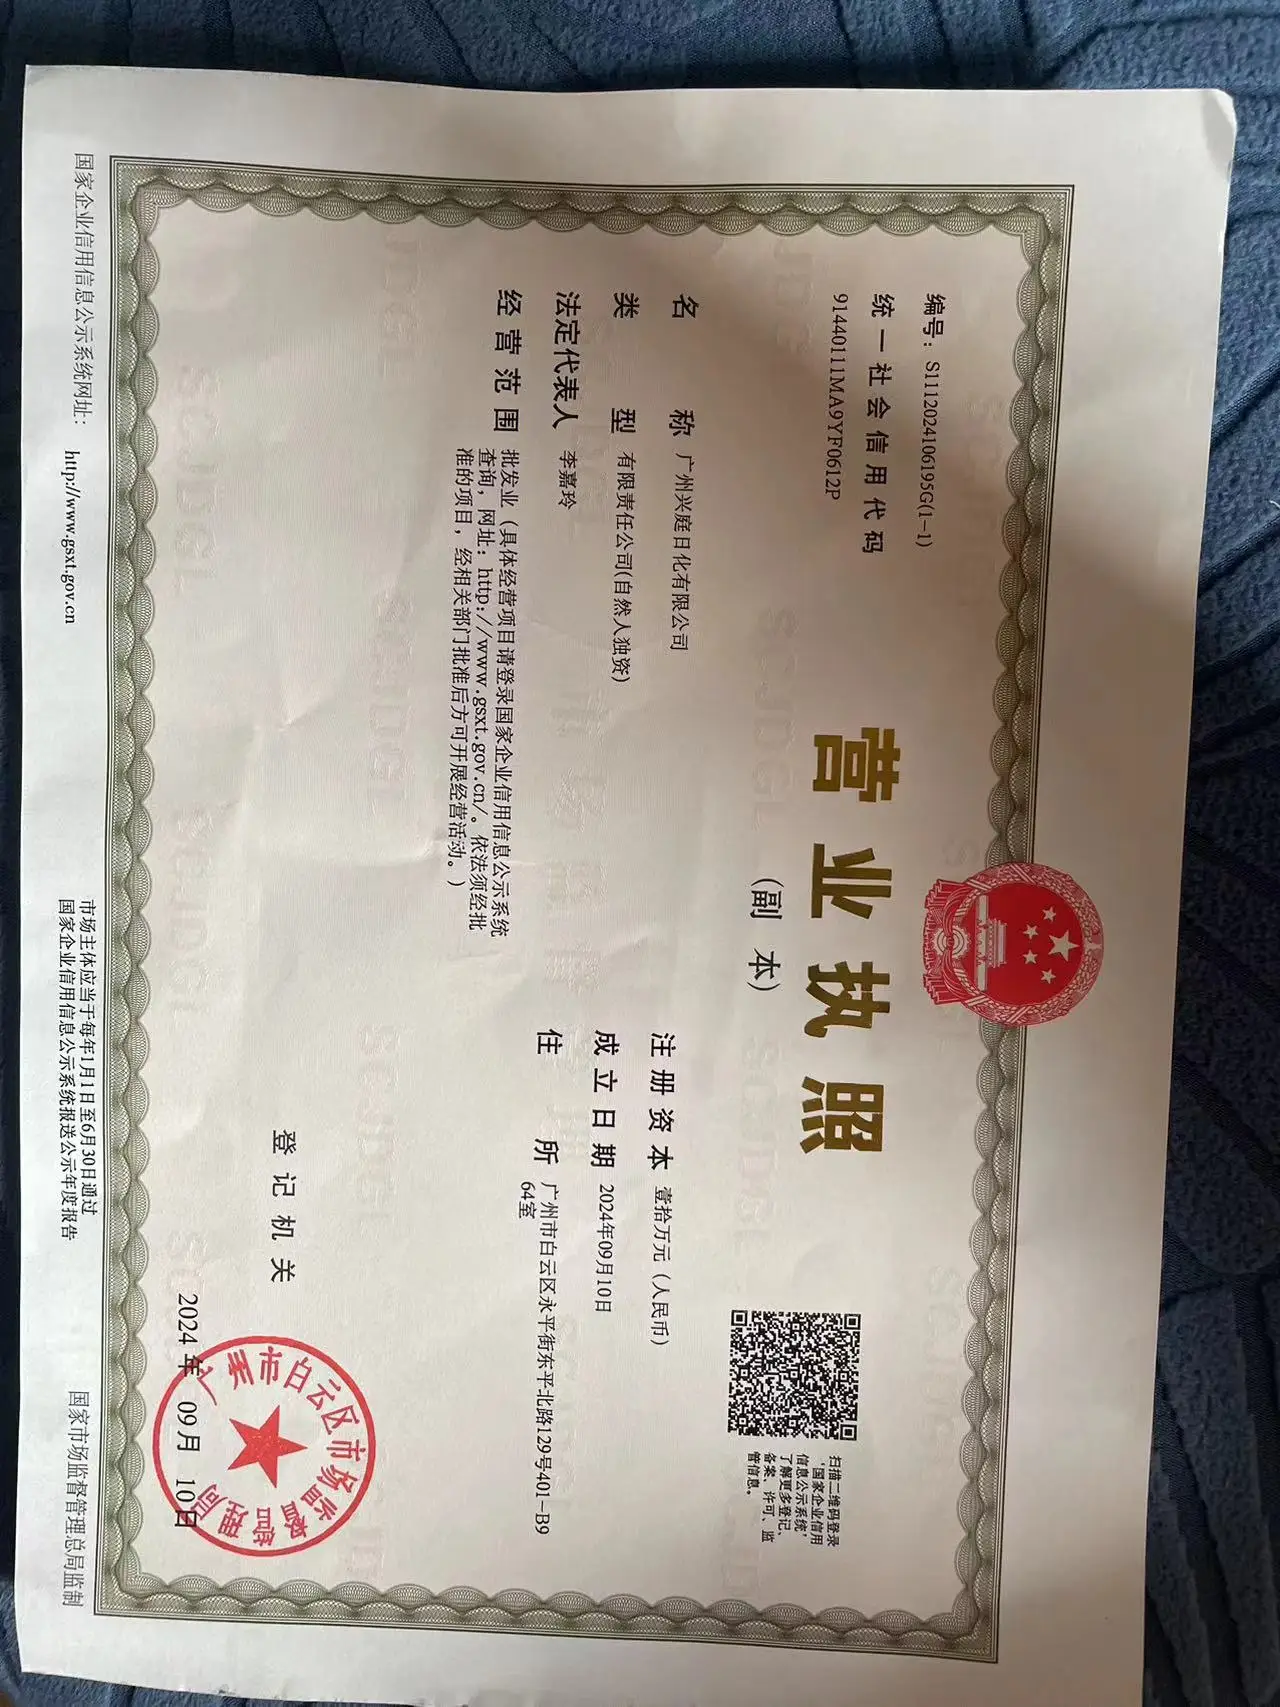 编号：S1112024106195G(1-1)
统一社会信用代码
91440111MA9YF0612P
营业执照
（副本）
扫描二维码登录
‘国家企业信用
信息公示系统’
了解更多登记、
备案、许可、监
管信息。
名称 广州兴庭日化有限公司
类型 有限责任公司(自然人独资)
法定代表人 李嘉玲
经营范围 批发业（具体经营项目请登录国家企业信用信息公示系统
查询，网址：http://www.gsxt.gov.cn/。依法须经批
准的项目，经相关部门批准后方可开展经营活动。）
注册资本 壹拾万元（人民币）
成立日期 2024年09月10日
住所 广州市白云区永平街东平北路129号401-B9
64室
登记机关
广州市白云区市场监督管理局
2024年 09月 10日
国家企业信用信息公示系统网址： http://www.gsxt.gov.cn
市场主体应当于每年1月1日至6月30日通过
国家企业信用信息公示系统报送公示年度报告
国家市场监督管理总局监制